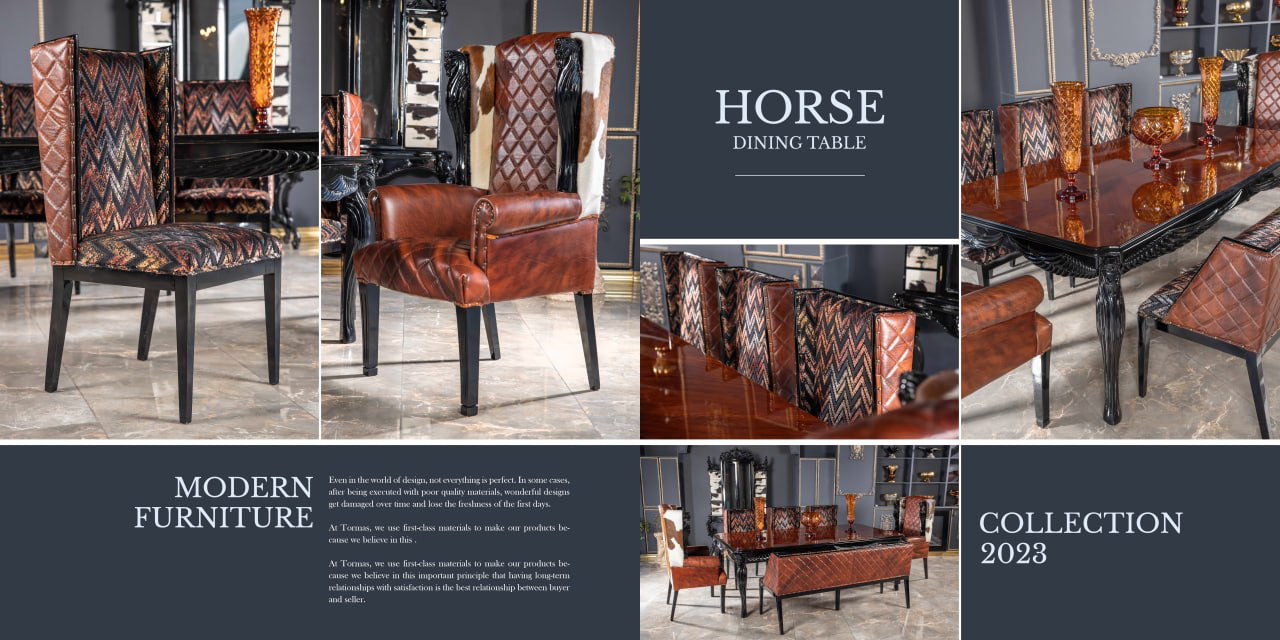 HORSE
DINING TABLE
MODERN
FURNITURE
Even in the world of design, not everything is perfect. In some cases,
after being executed with poor quality materials, wonderful designs
get damaged over time and lose the freshness of the first days.
At Tormas, we use first-class materials to make our products be-
cause we believe in this .
At Tormas, we use first-class materials to make our products be-
cause we believe in this important principle that having long-term
relationships with satisfaction is the best relationship between buyer
and seller.
COLLECTION
2023